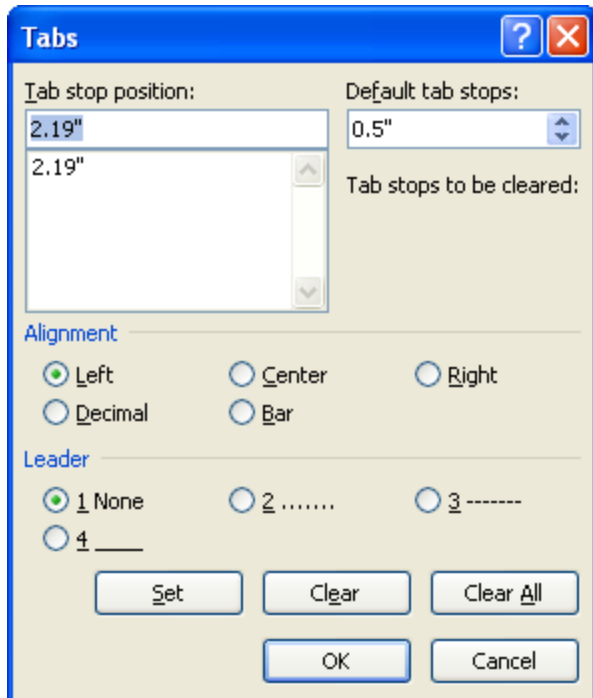 Tabs
Tab stop position: Default tab stops:
2.19" 0.5"
2.19"
Tab stops to be cleared:
Alignment
Left Center Right
Decimal Bar
Leader
1 None 2 ....... 3 -------
4 ____
Set Clear Clear All
OK Cancel